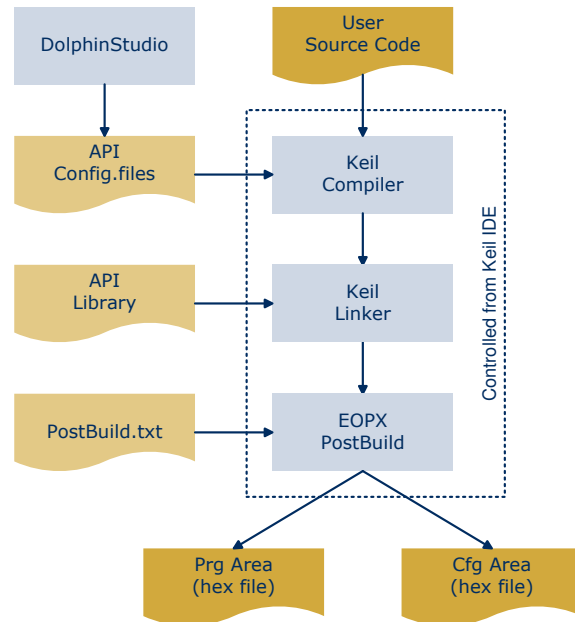 DolphinStudio
User
Source Code
API
Config.files
Keil
Compiler
API
Library
Keil
Linker
Controlled from Keil IDE
PostBuild.txt
EOPX
PostBuild
Prg Area
(hex file)
Cfg Area
(hex file)